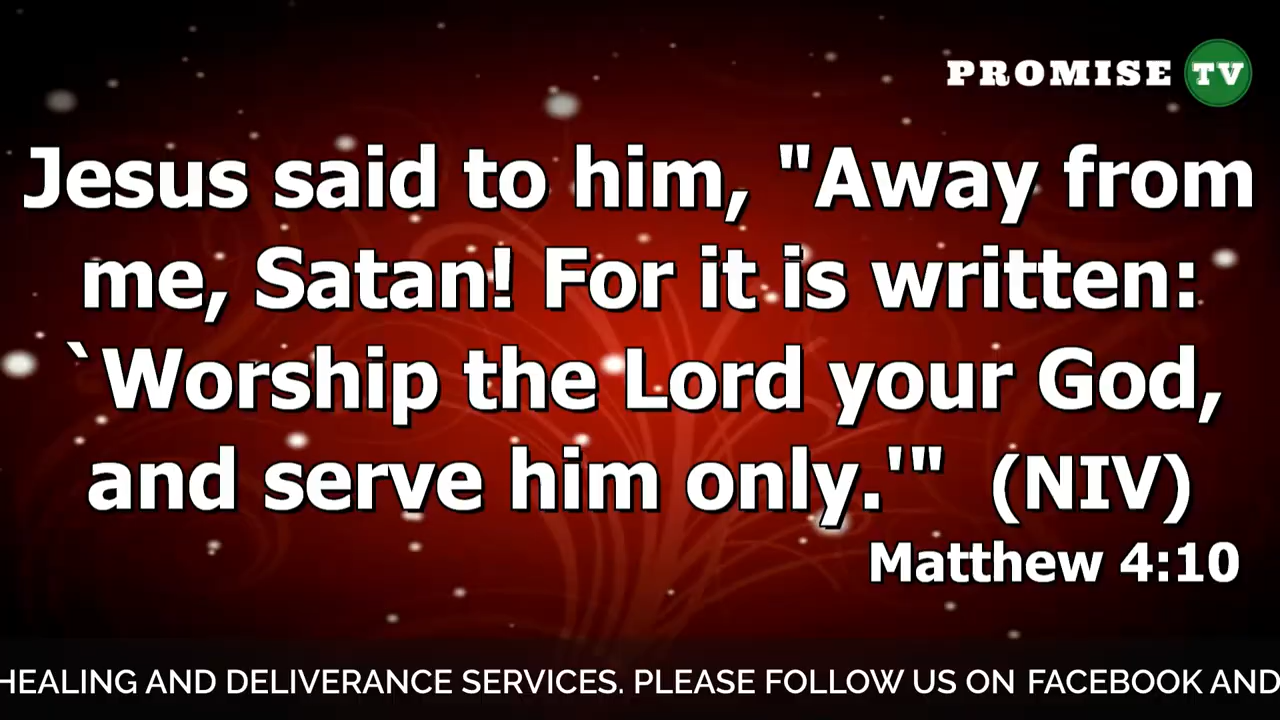 PROMISE TV
Jesus said to him, "Away from
me, Satan! For it is written:
`Worship the Lord your God,
and serve him only.'" (NIV)
Matthew 4:10
HEALING AND DELIVERANCE SERVICES. PLEASE FOLLOW US ON FACEBOOK AND